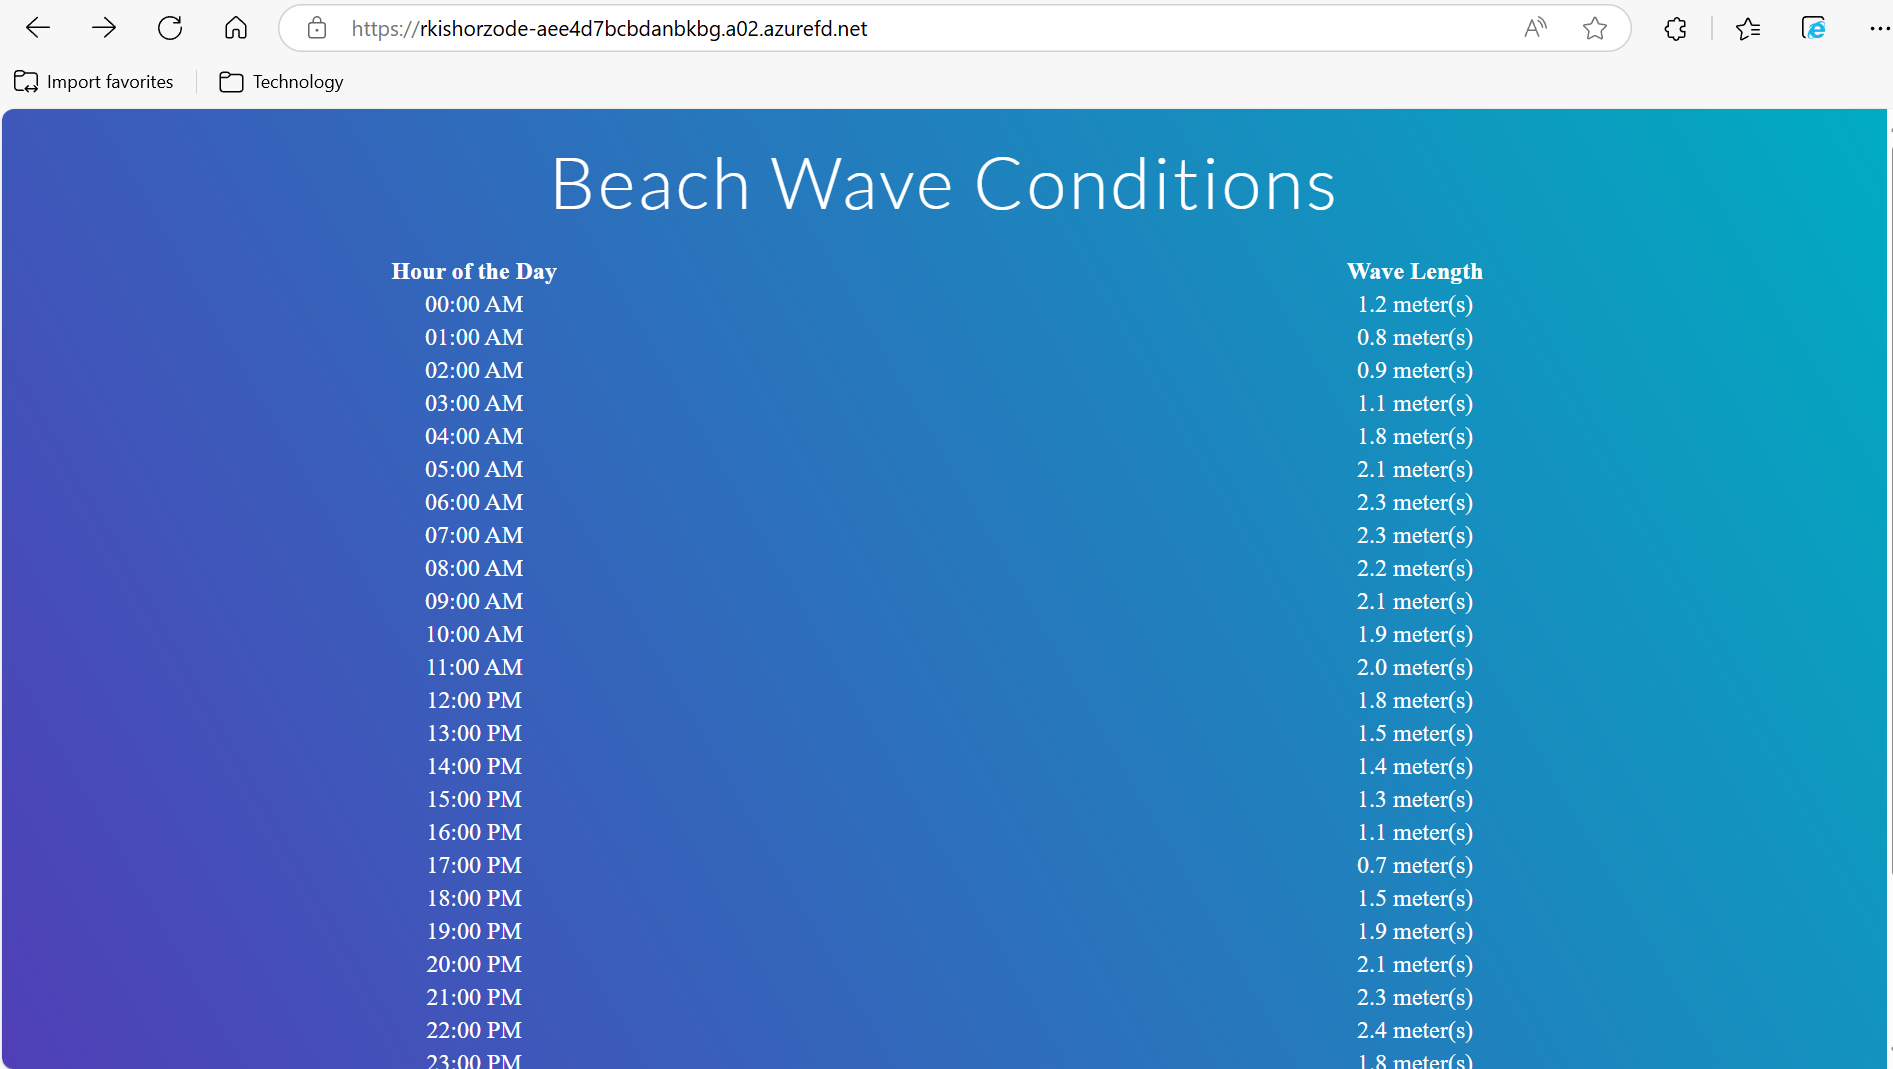 https://rkishorzode-aee4d7bcbdanbkbg.a02.azurefd.net
Import favorites Technology
Beach Wave Conditions
Hour of the Day Wave Length
00:00 AM 1.2 meter(s)
01:00 AM 0.8 meter(s)
02:00 AM 0.9 meter(s)
03:00 AM 1.1 meter(s)
04:00 AM 1.8 meter(s)
05:00 AM 2.1 meter(s)
06:00 AM 2.3 meter(s)
07:00 AM 2.3 meter(s)
08:00 AM 2.2 meter(s)
09:00 AM 2.1 meter(s)
10:00 AM 1.9 meter(s)
11:00 AM 2.0 meter(s)
12:00 PM 1.8 meter(s)
13:00 PM 1.5 meter(s)
14:00 PM 1.4 meter(s)
15:00 PM 1.3 meter(s)
16:00 PM 1.1 meter(s)
17:00 PM 0.7 meter(s)
18:00 PM 1.5 meter(s)
19:00 PM 1.9 meter(s)
20:00 PM 2.1 meter(s)
21:00 PM 2.3 meter(s)
22:00 PM 2.4 meter(s)
23:00 PM 1.8 meter(s)